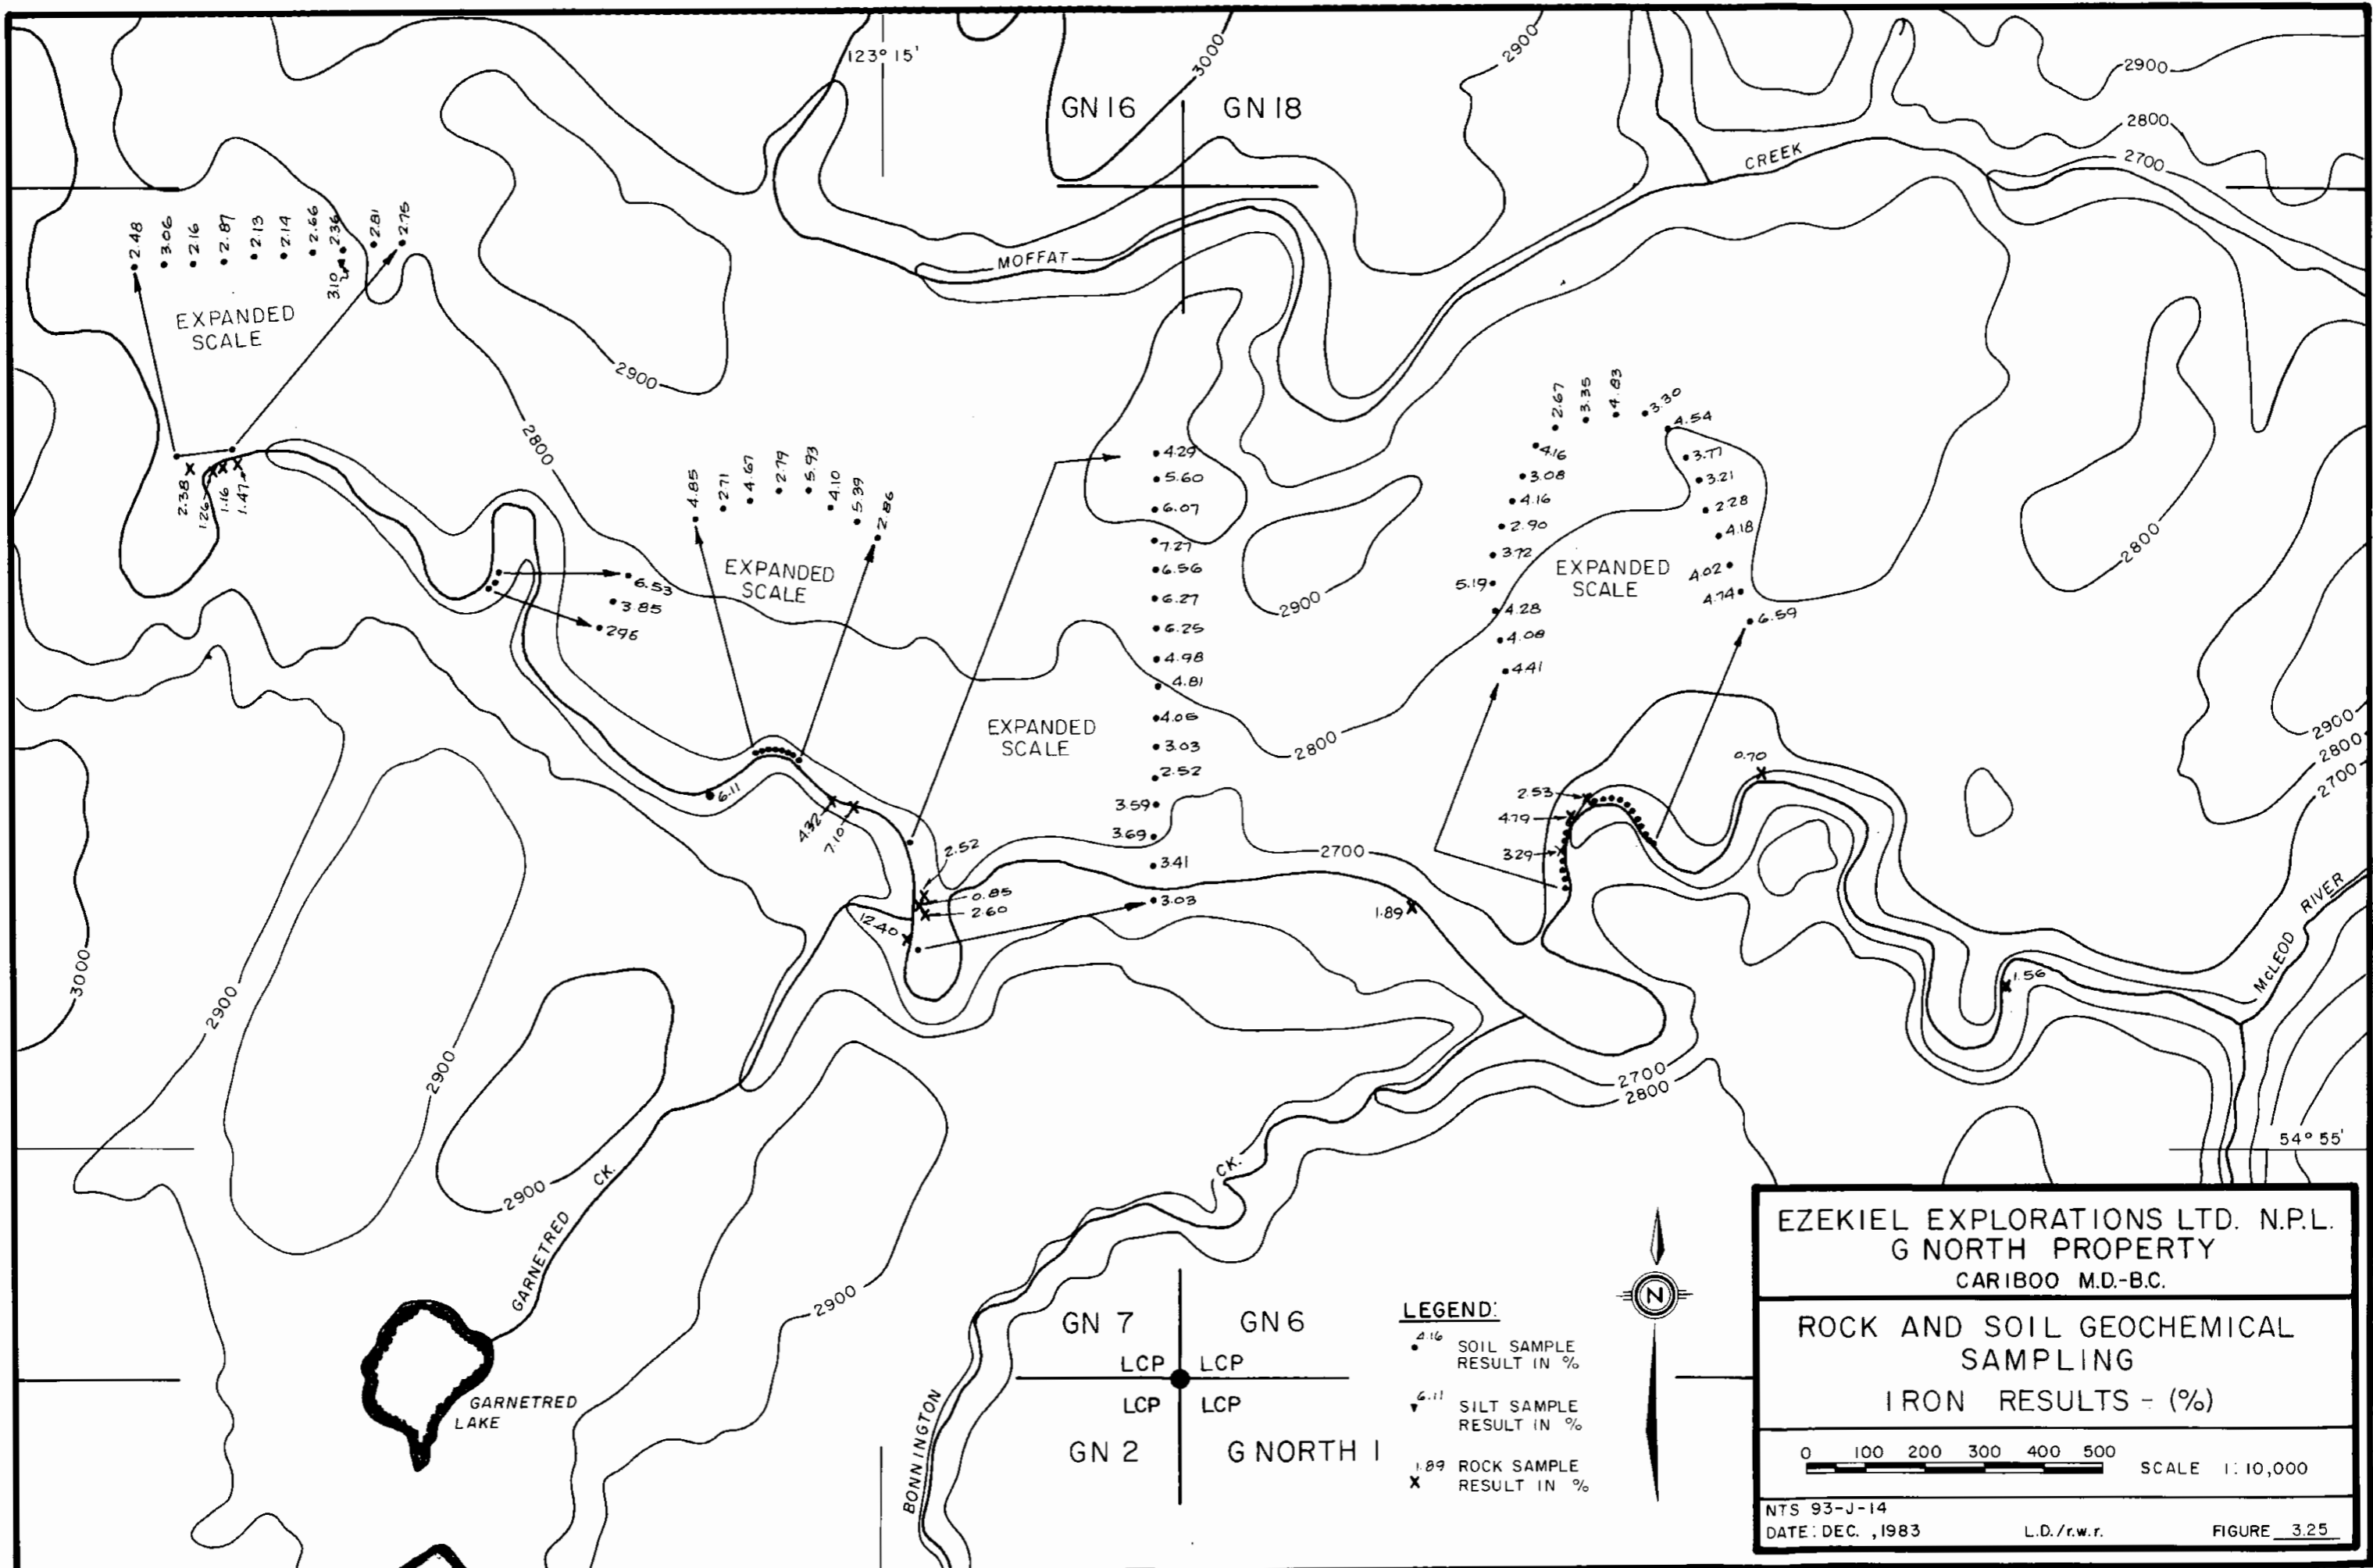 123° 15'
3000
2900
2900
2800
2700
GN 16
GN 18
CREEK
MOFFAT
2.48
3.06
2.16
2.87
2.13
2.14
2.66
2.36
2.81
2.75
3.10
EXPANDED
SCALE
2900
2800
2.38
1.26
1.16
1.47
4.85
2.71
4.67
2.79
5.93
4.10
5.39
2.86
EXPANDED
SCALE
6.53
3.85
2.96
6.11
4.32
7.10
4.29
5.60
6.07
7.27
6.56
6.27
6.25
4.98
4.81
4.05
3.03
2.52
3.59
3.69
3.41
3.03
EXPANDED
SCALE
2900
2800
2700
2.67
3.35
4.83
3.30
4.54
4.16
3.08
4.16
2.90
3.72
5.19
4.28
4.08
4.41
3.77
3.21
2.28
4.18
4.02
4.74
6.59
EXPANDED
SCALE
2800
2900
2800
2700
0.70
2.53
4.79
3.29
2.52
0.85
2.60
12.40
1.89
1.56
McLEOD RIVER
3000
2900
2900
2900
2700
2800
54° 55'
GARNETRED CK.
2900
BONNINGTON CK.
GARNETRED
LAKE
GN 7
GN 6
LCP
LCP
LCP
LCP
GN 2
G NORTH 1
LEGEND:
4.16 SOIL SAMPLE
RESULT IN %
6.11 SILT SAMPLE
RESULT IN %
1.89 ROCK SAMPLE
X RESULT IN %
N
EZEKIEL EXPLORATIONS LTD. N.P.L.
G NORTH PROPERTY
CARIBOO M.D.-B.C.
ROCK AND SOIL GEOCHEMICAL
SAMPLING
IRON RESULTS - (%)
0 100 200 300 400 500
SCALE 1:10,000
NTS 93-J-14
DATE: DEC. ,1983
L.D./r.w.r.
FIGURE 3.25